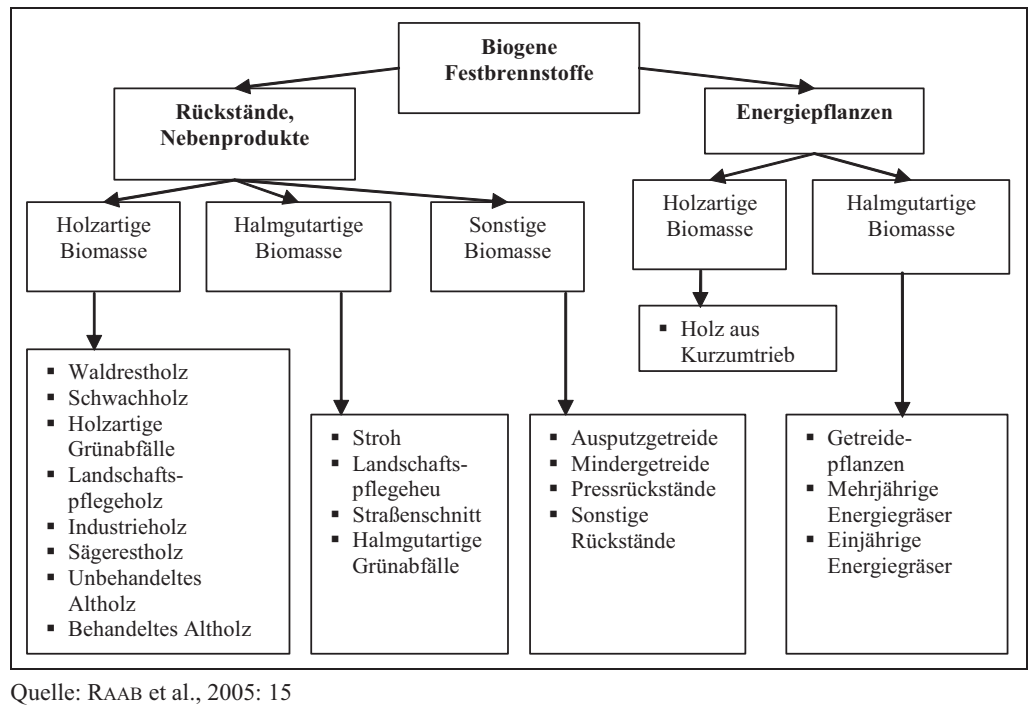 Biogene
Festbrennstoffe
Rückstände,
Nebenprodukte
Energiepflanzen
Holzartige
Biomasse
Halmgutartige
Biomasse
Sonstige
Biomasse
Holzartige
Biomasse
Halmgutartige
Biomasse
▪ Holz aus
Kurzumtrieb
▪ Waldrestholz
▪ Schwachholz
▪ Holzartige
Grünabfälle
▪ Landschafts-
pflegeholz
▪ Industrieholz
▪ Sägerestholz
▪ Unbehandeltes
Altholz
▪ Behandeltes Altholz
▪ Stroh
▪ Landschafts-
pflegeheu
▪ Straßenschnitt
▪ Halmgutartige
Grünabfälle
▪ Ausputzgetreide
▪ Mindergetreide
▪ Pressrückstände
▪ Sonstige
Rückstände
▪ Getreide-
pflanzen
▪ Mehrjährige
Energiegräser
▪ Einjährige
Energiegräser
Quelle: RAAB et al., 2005: 15